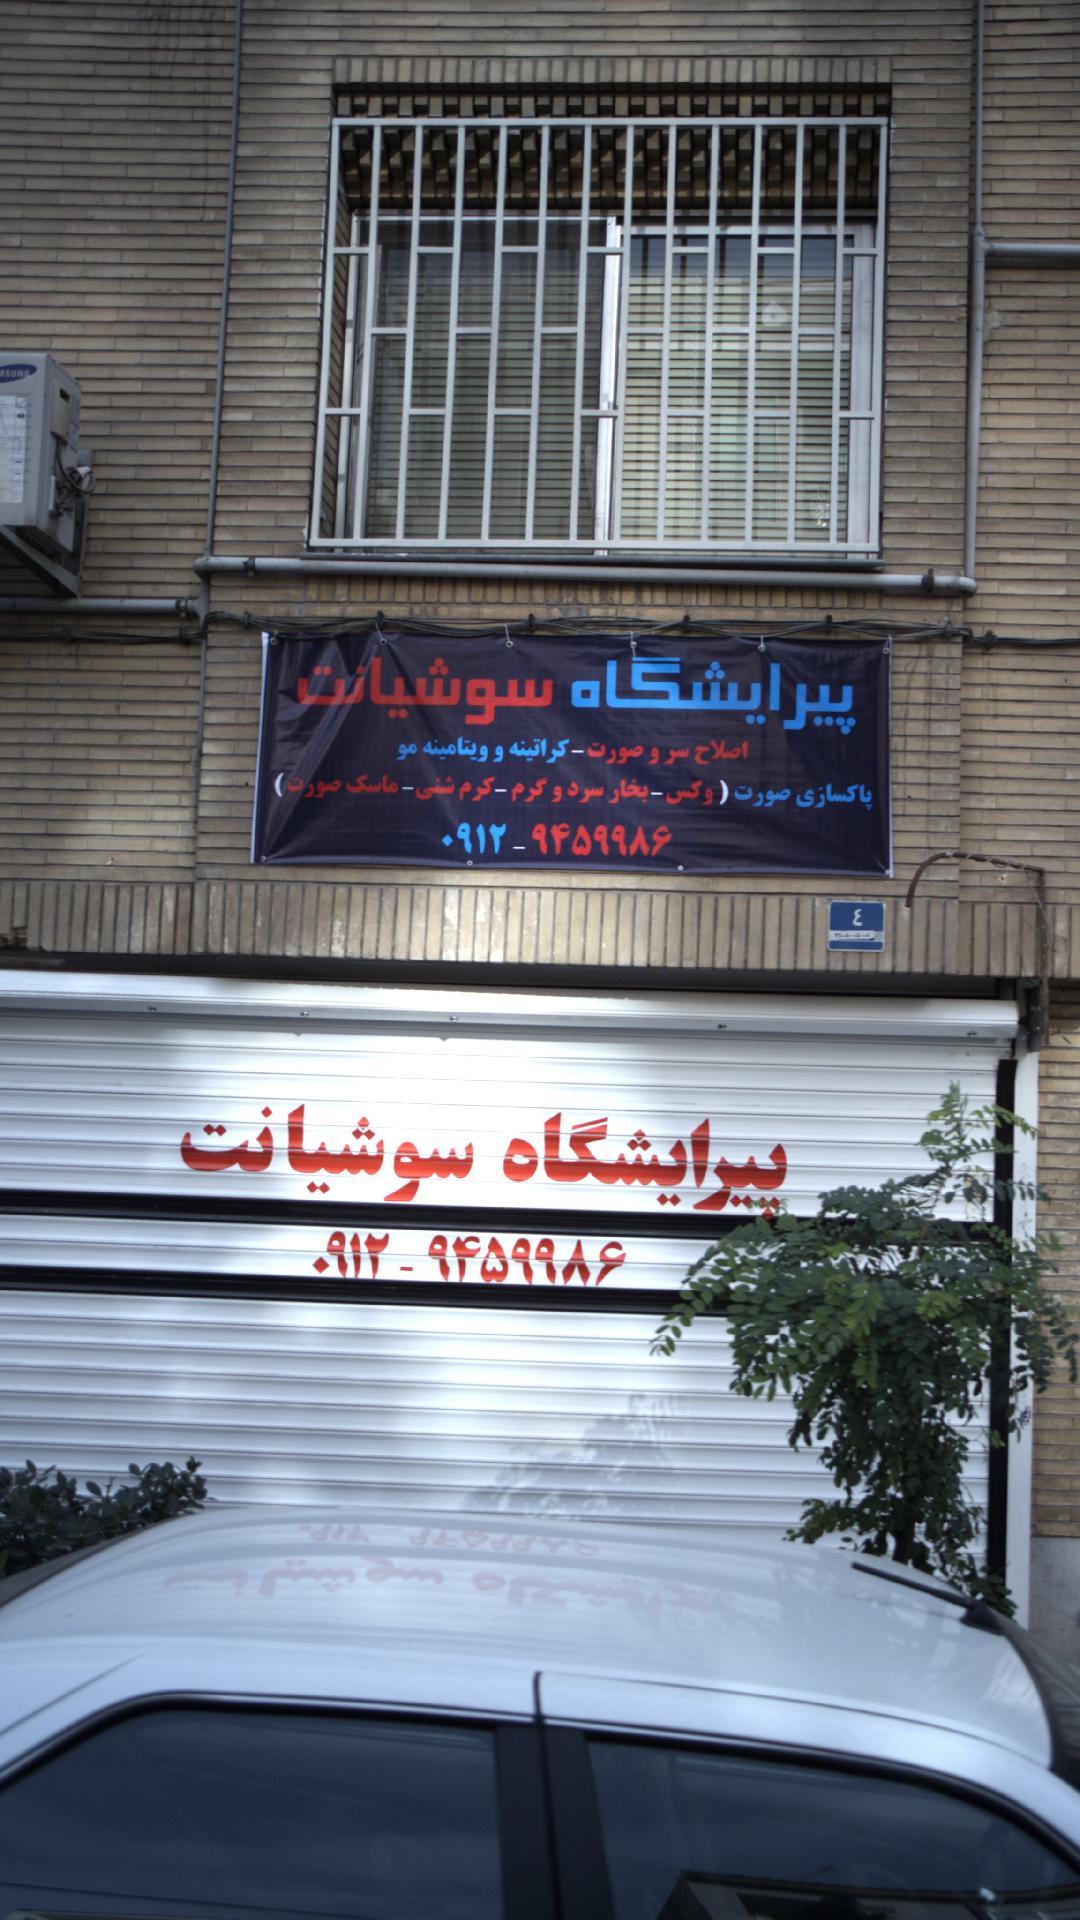 SAMSUNG
پیرایشگاه سوشیانت
اصلاح سر و صورت - کراتینه و ویتامینه مو
پاکسازی صورت ( وکس - بخار سرد و گرم - کرم شنی - ماسک صورت )
۰۹۱۲ - ۹۴۵۹۹۸۶
٤
پیرایشگاه سوشیانت
۰۹۱۲ - ۹۴۵۹۹۸۶